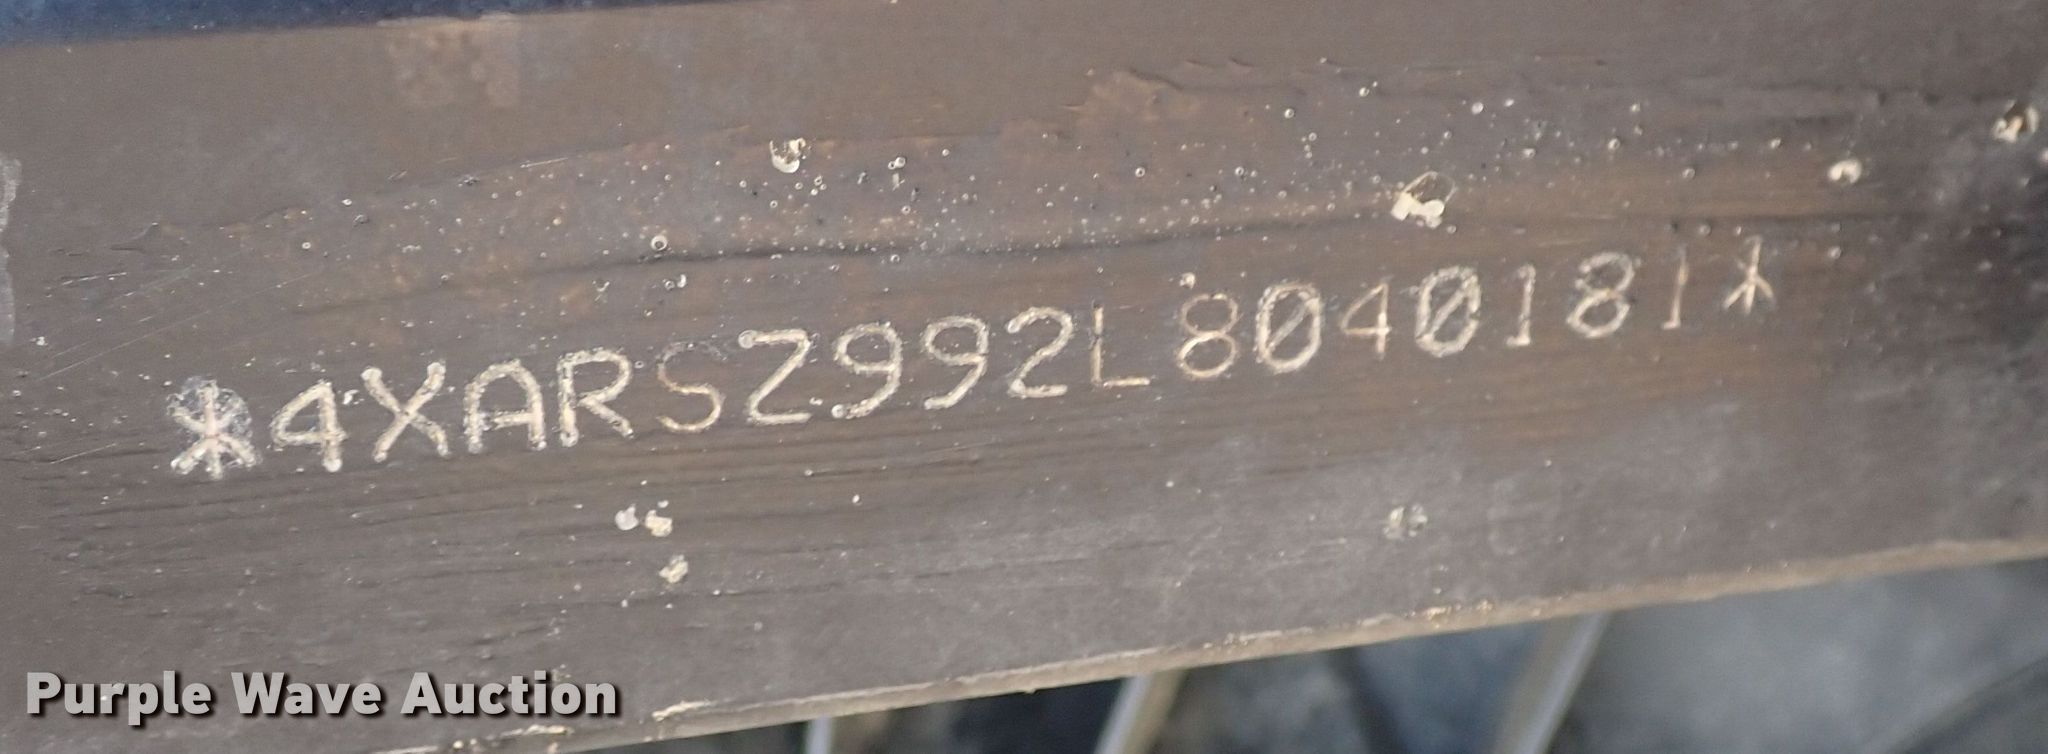 *4XARSZ992L8040181*
Purple Wave Auction